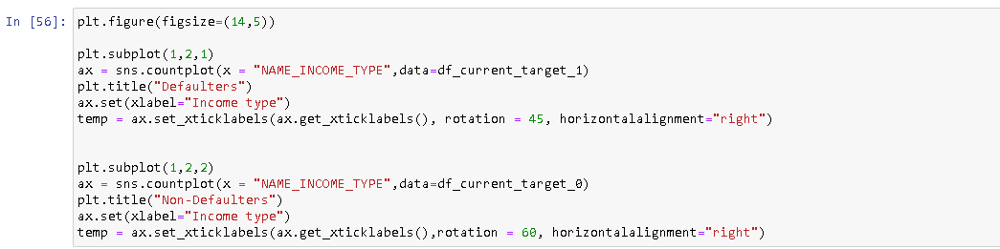 In [56]: plt.figure(figsize=(14,5))
plt.subplot(1,2,1)
ax = sns.countplot(x = "NAME_INCOME_TYPE",data=df_current_target_1)
plt.title("Defaulters")
ax.set(xlabel="Income type")
temp = ax.set_xticklabels(ax.get_xticklabels(), rotation = 45, horizontalalignment="right")
plt.subplot(1,2,2)
ax = sns.countplot(x = "NAME_INCOME_TYPE",data=df_current_target_0)
plt.title("Non-Defaulters")
ax.set(xlabel="Income type")
temp = ax.set_xticklabels(ax.get_xticklabels(),rotation = 60, horizontalalignment="right")